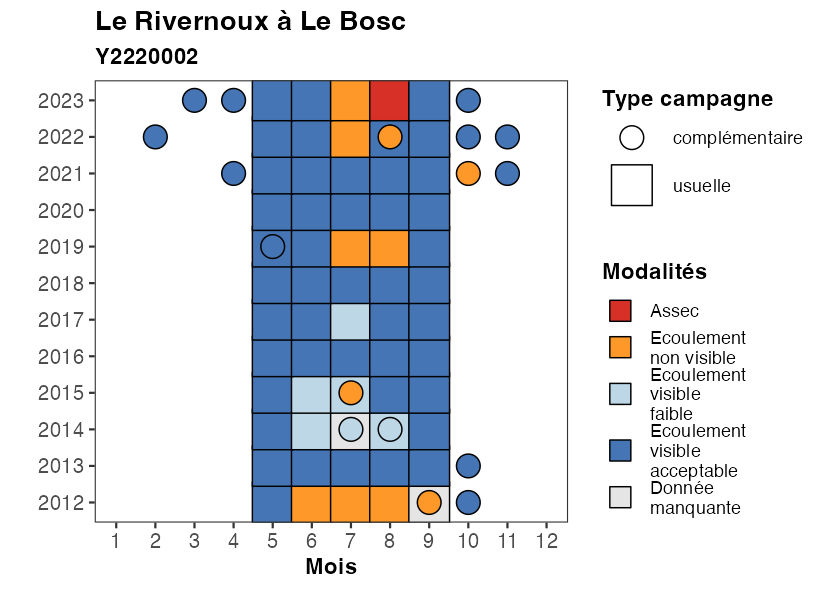 Le Rivernoux à Le Bosc
Y2220002
2023
2022
2021
2020
2019
2018
2017
2016
2015
2014
2013
2012
1 2 3 4 5 6 7 8 9 10 11 12
Mois
Type campagne
complémentaire
usuelle
Modalités
Assec
Ecoulement
non visible
Ecoulement
visible
faible
Ecoulement
visible
acceptable
Donnée
manquante